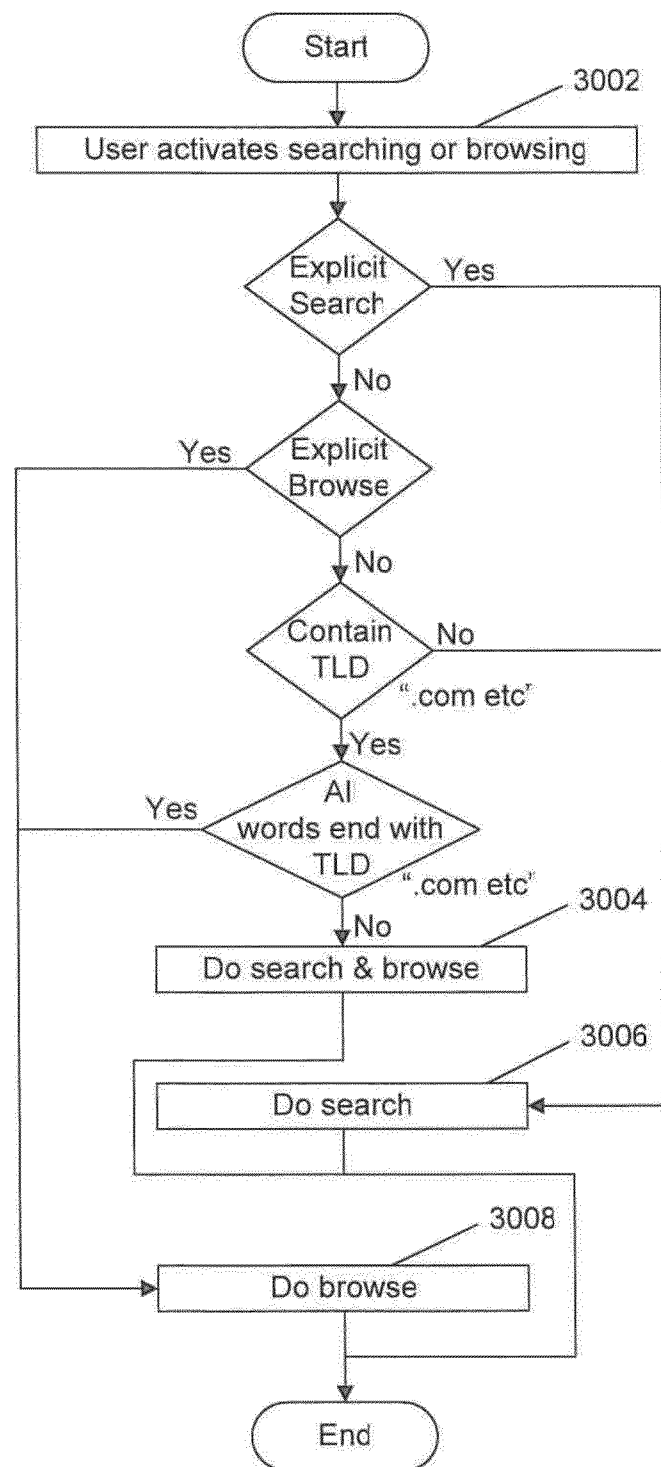 Start
3002
User activates searching or browsing
Explicit
Search
Yes
No
Explicit
Browse
Yes
No
Contain
TLD
No
“.com etc”
Yes
Al
words end with
TLD
Yes
“.com etc”
No
3004
Do search & browse
3006
Do search
3008
Do browse
End